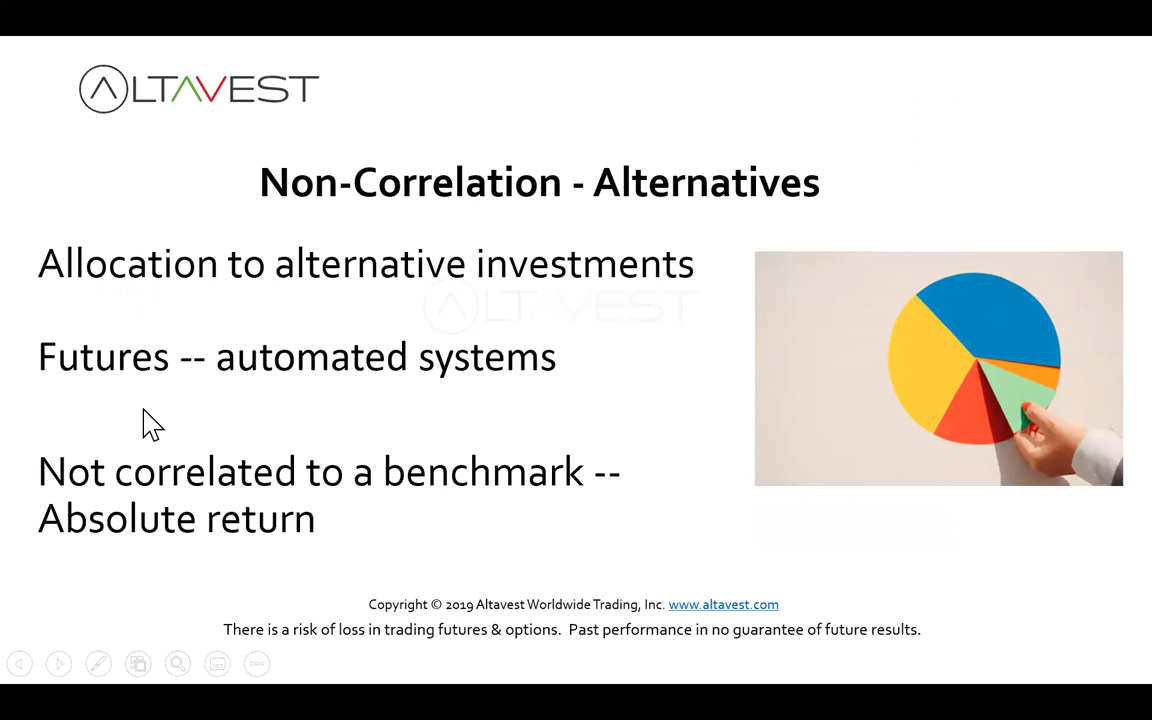 ALTAVEST
Non-Correlation - Alternatives
Allocation to alternative investments
ALTAVEST
Futures -- automated systems
Not correlated to a benchmark --
Absolute return
Copyright © 2019 Altavest Worldwide Trading, Inc. www.altavest.com
There is a risk of loss in trading futures & options. Past performance in no guarantee of future results.